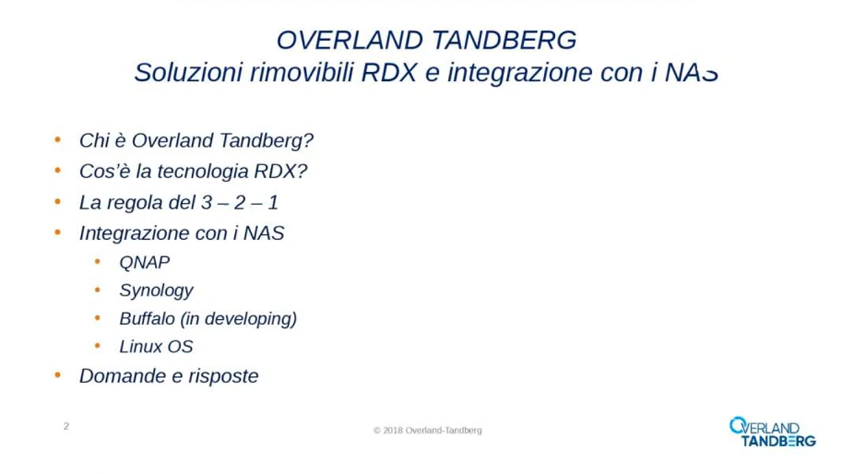 OVERLAND TANDBERG
Soluzioni rimovibili RDX e integrazione con i NAS
• Chi è Overland Tandberg?
• Cos'è la tecnologia RDX?
• La regola del 3 – 2 – 1
• Integrazione con i NAS
• QNAP
• Synology
• Buffalo (in developing)
• Linux OS
• Domande e risposte
2
© 2018 Overland-Tandberg
OVERLAND
TANDBERG